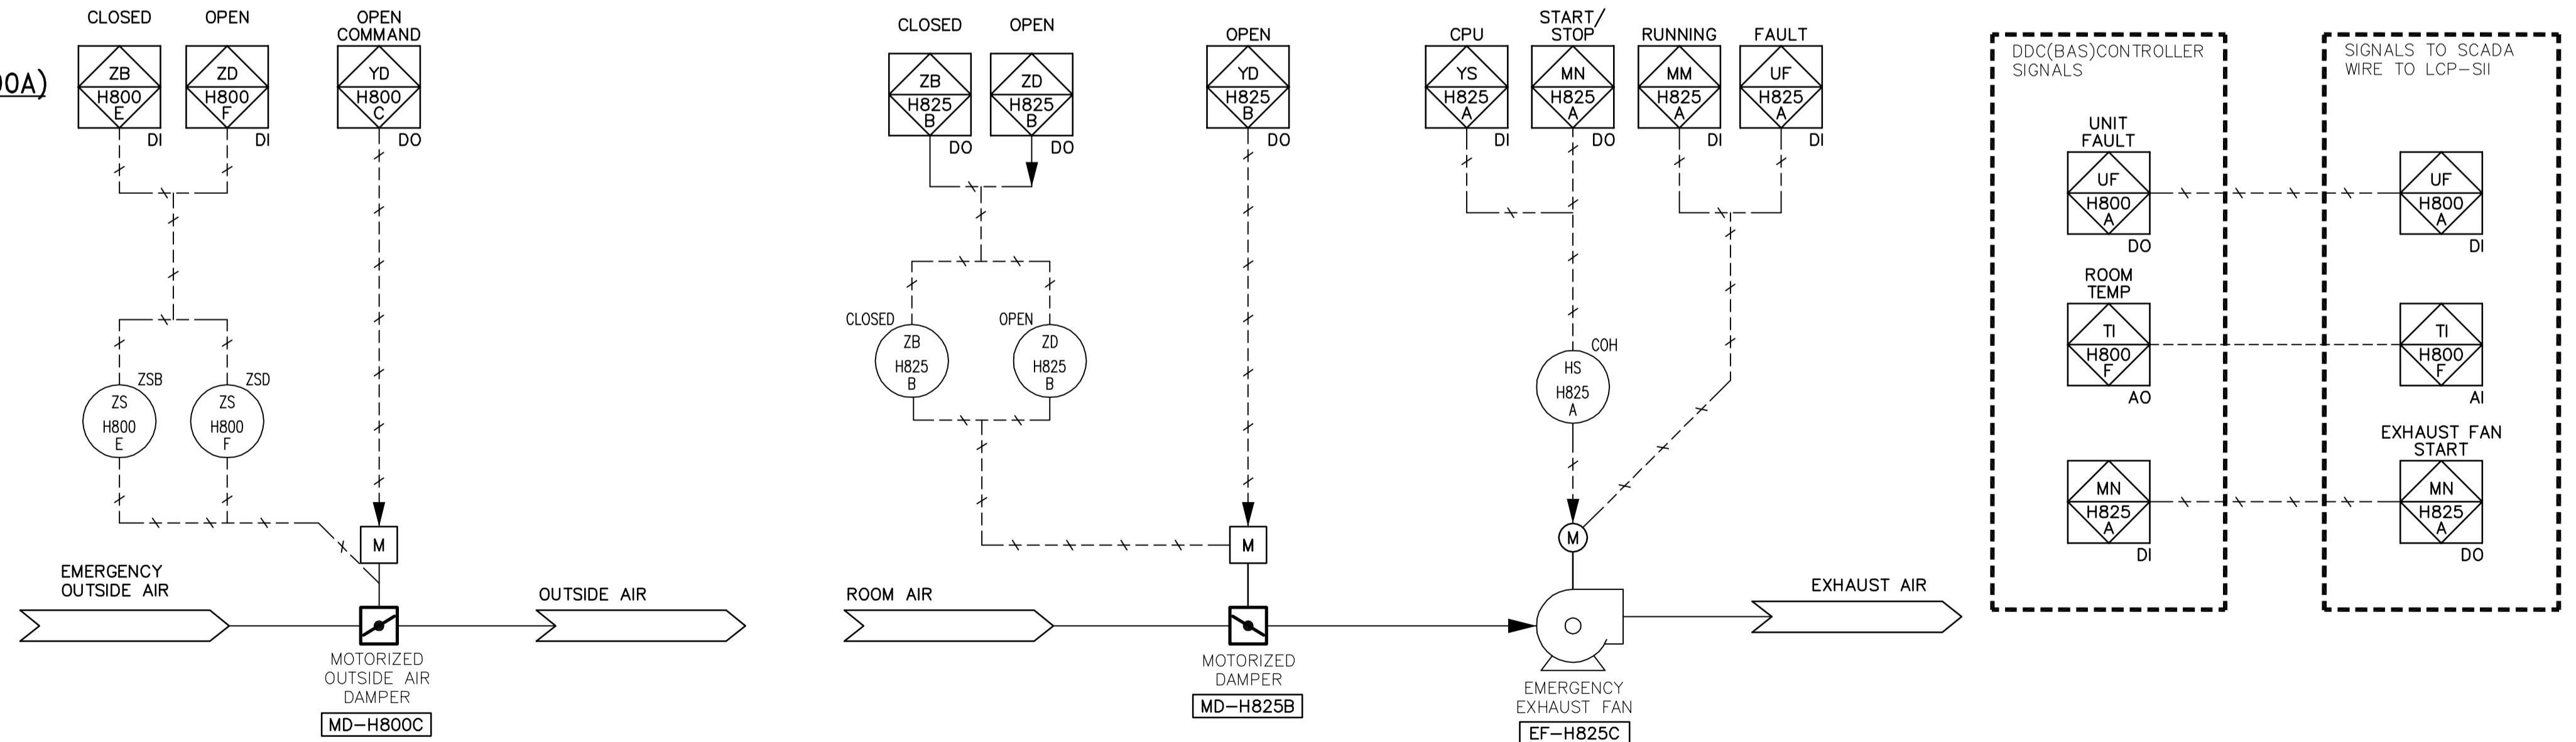 00A)
CLOSED
ZB
H800
E
DI
OPEN
ZD
H800
F
DI
OPEN
COMMAND
YD
H800
C
DO
ZSB
ZS
H800
E
ZSD
ZS
H800
F
M
EMERGENCY
OUTSIDE AIR
OUTSIDE AIR
MOTORIZED
OUTSIDE AIR
DAMPER
MD-H800C
CLOSED
ZB
H825
B
DO
OPEN
ZD
H825
B
DO
OPEN
YD
H825
B
DO
CLOSED
ZB
H825
B
OPEN
ZD
H825
B
M
ROOM AIR
MOTORIZED
DAMPER
MD-H825B
CPU
YS
H825
A
DI
START/
STOP
MN
H825
A
DO
RUNNING
MM
H825
A
DI
FAULT
UF
H825
A
DI
COH
HS
H825
A
M
EXHAUST AIR
EMERGENCY
EXHAUST FAN
EF-H825C
DDC(BAS)CONTROLLER
SIGNALS
UNIT
FAULT
UF
H800
A
DO
ROOM
TEMP
TI
H800
F
AO
MN
H825
A
DI
SIGNALS TO SCADA
WIRE TO LCP-SII
UF
H800
A
DI
TI
H800
F
AI
EXHAUST FAN
START
MN
H825
A
DO